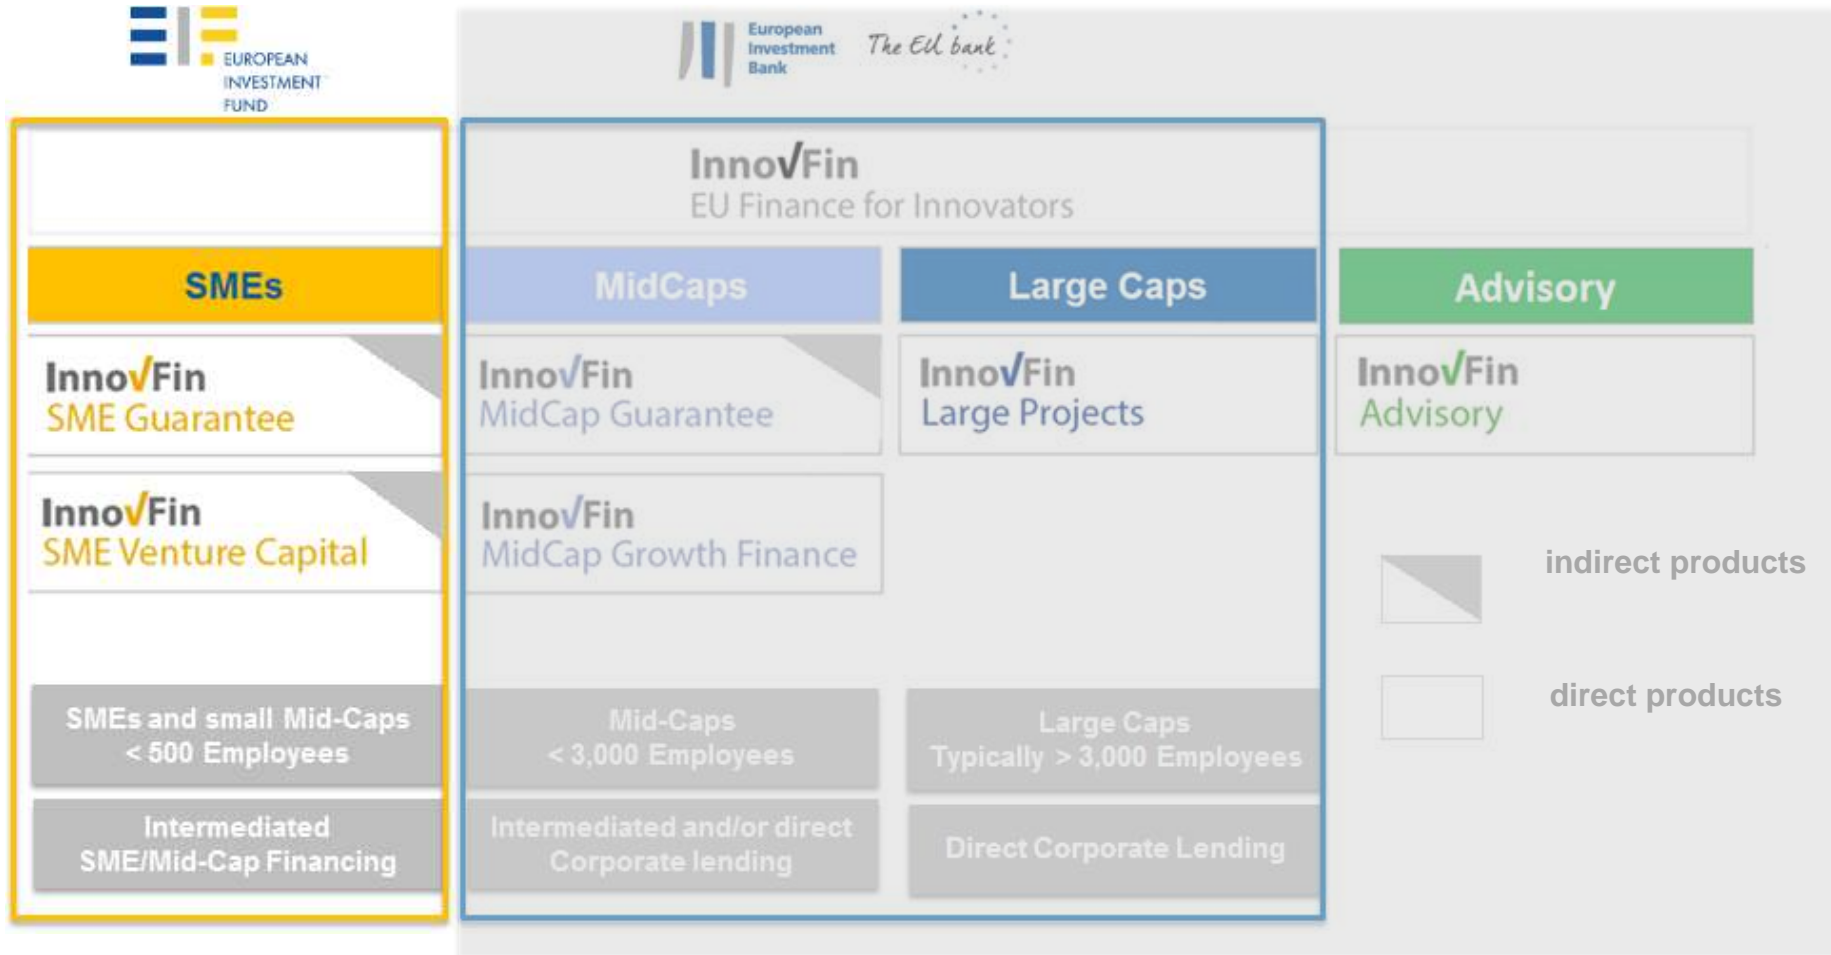 EUROPEAN
INVESTMENT
FUND
European
Investment
Bank
The EU bank
InnovFin
EU Finance for Innovators
SMEs
MidCaps
Large Caps
Advisory
InnovFin
SME Guarantee
InnovFin
MidCap Guarantee
InnovFin
Large Projects
InnovFin
Advisory
InnovFin
SME Venture Capital
InnovFin
MidCap Growth Finance
indirect products
direct products
SMEs and small Mid-Caps
< 500 Employees
Mid-Caps
< 3,000 Employees
Large Caps
Typically > 3,000 Employees
Intermediated
SME/Mid-Cap Financing
Intermediated and/or direct
Corporate lending
Direct Corporate Lending